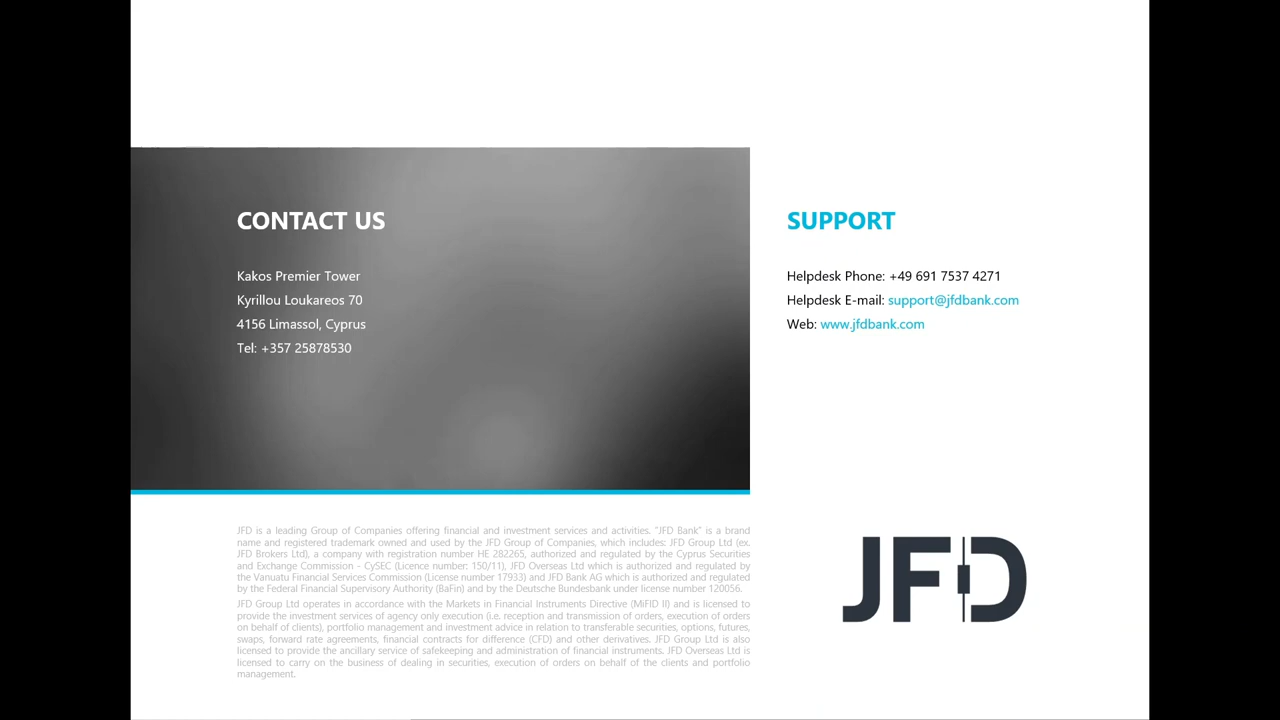 CONTACT US
Kakos Premier Tower
Kyrillou Loukareos 70
4156 Limassol, Cyprus
Tel: +357 25878530
SUPPORT
Helpdesk Phone: +49 691 7537 4271
Helpdesk E-mail: support@jfdbank.com
Web: www.jfdbank.com
JFD is a leading Group of Companies offering financial and investment services and activities. "JFD Bank" is a brand
name and registered trademark owned and used by the JFD Group of Companies, which includes: JFD Group Ltd (ex.
JFD Brokers Ltd), a company with registration number HE 282265, authorized and regulated by the Cyprus Securities
and Exchange Commission - CySEC (Licence number: 150/11), JFD Overseas Ltd which is authorized and regulated by
the Vanuatu Financial Services Commission (License number 17933) and JFD Bank AG which is authorized and regulated
by the Federal Financial Supervisory Authority (BaFin) and by the Deutsche Bundesbank under license number 120056.
JFD Group Ltd operates in accordance with the Markets in Financial Instruments Directive (MiFID II) and is licensed to
provide the investment services of agency only execution (i.e. reception and transmission of orders, execution of orders
on behalf of clients), portfolio management and investment advice in relation to transferable securities, options, futures,
swaps, forward rate agreements, financial contracts for difference (CFD) and other derivatives. JFD Group Ltd is also
licensed to provide the ancillary service of safekeeping and administration of financial instruments. JFD Overseas Ltd is
licensed to carry on the business of dealing in securities, execution of orders on behalf of the clients and portfolio
management.
JFD